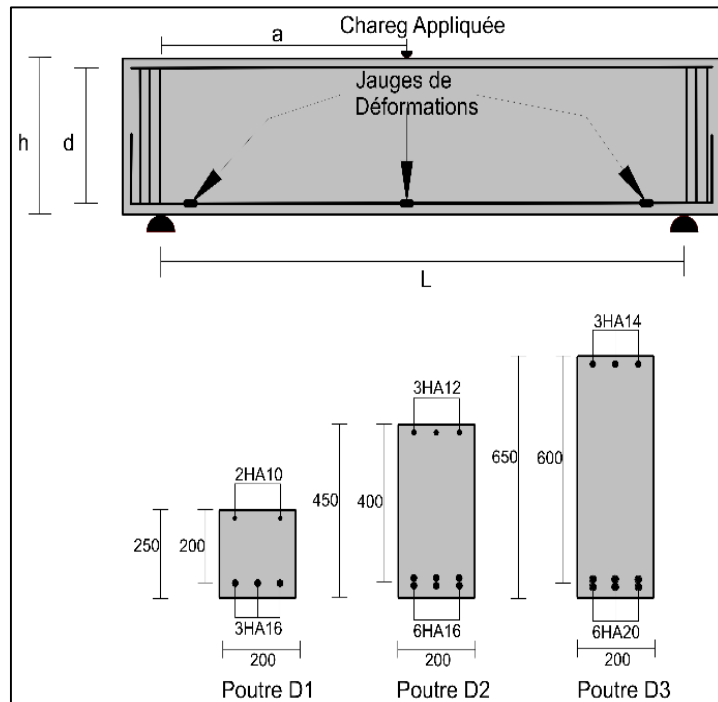 a
Chareg Appliquée
Jauges de
Déformations
h
d
L
3HA14
3HA12
2HA10
250
200
450
400
650
600
3HA16
6HA16
6HA20
200
200
200
Poutre D1
Poutre D2
Poutre D3